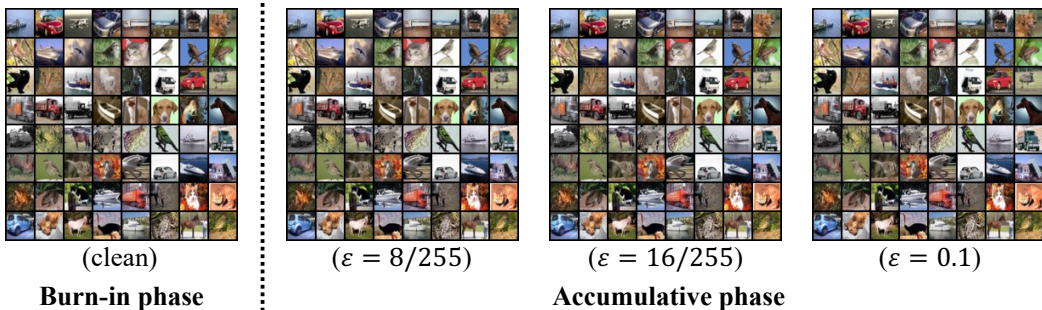 (clean)
(ε = 8/255)
(ε = 16/255)
(ε = 0.1)
Burn-in phase
Accumulative phase